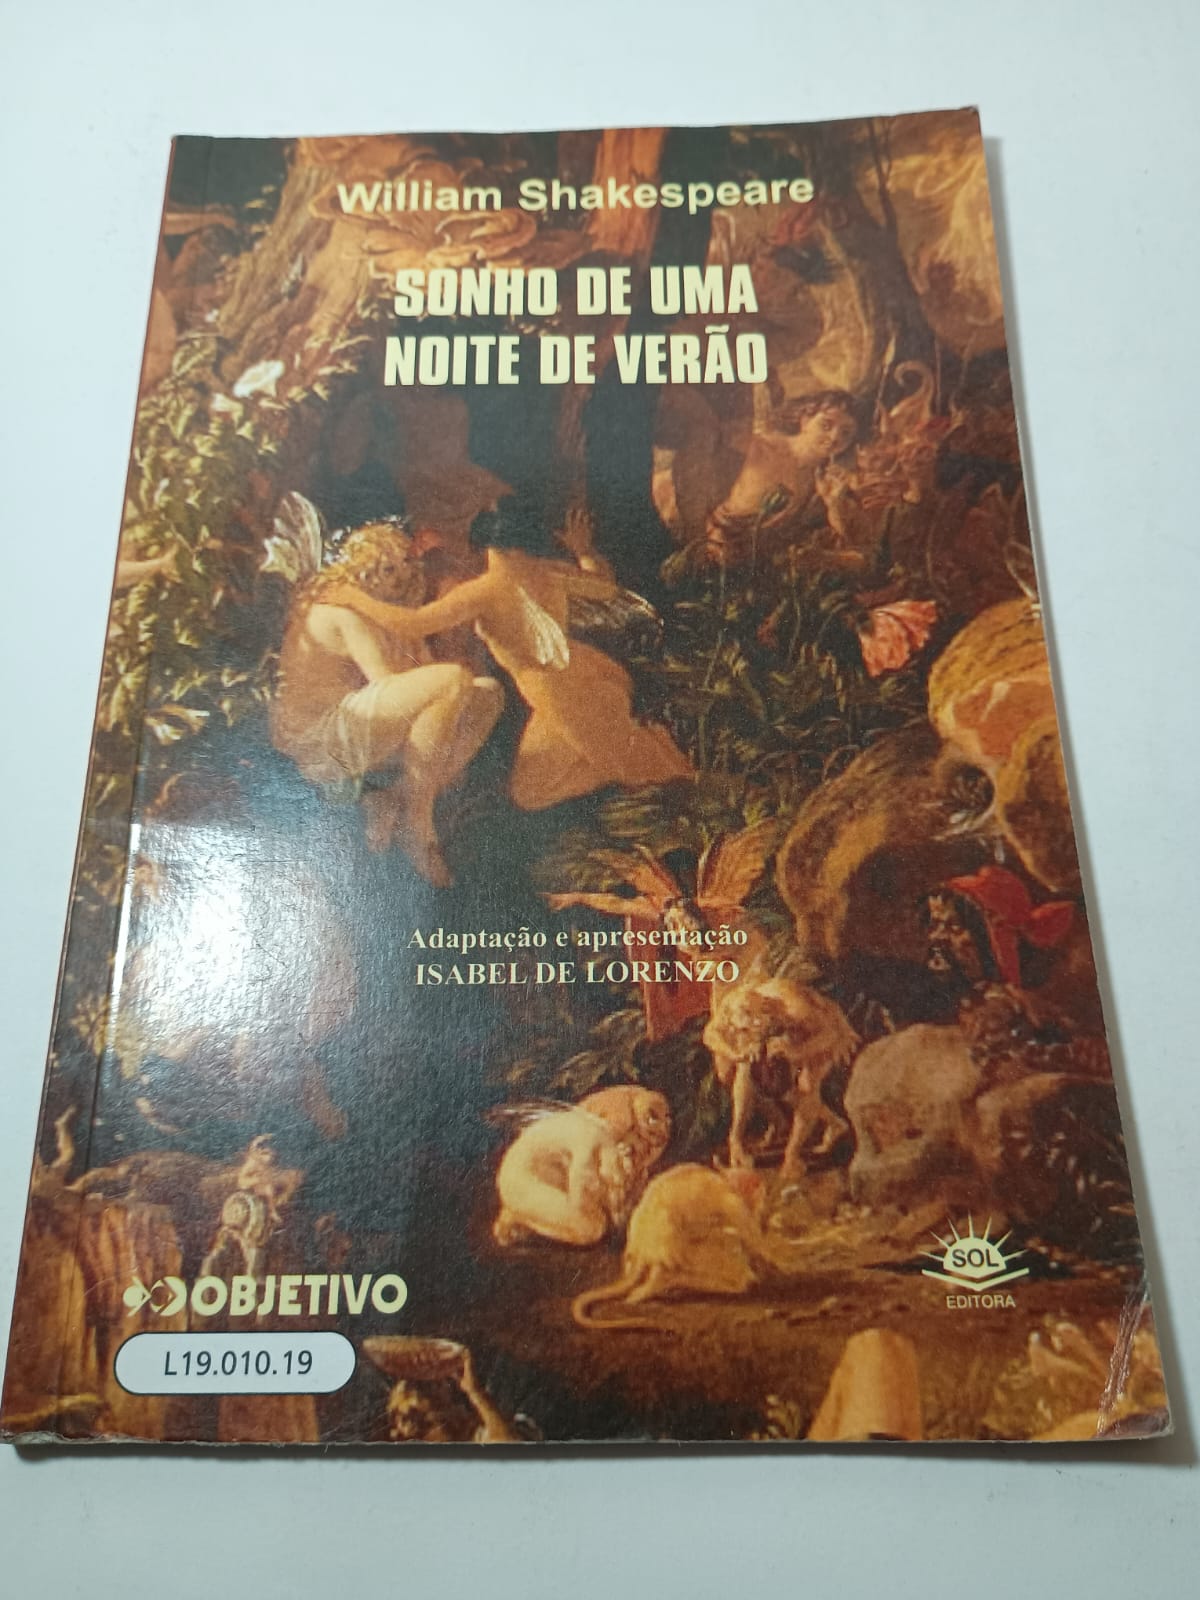 William Shakespeare
SONHO DE UMA
NOITE DE VERÃO
Adaptação e apresentação
ISABEL DE LORENZO
OBJETIVO
L19.010.19
SOL
EDITORA